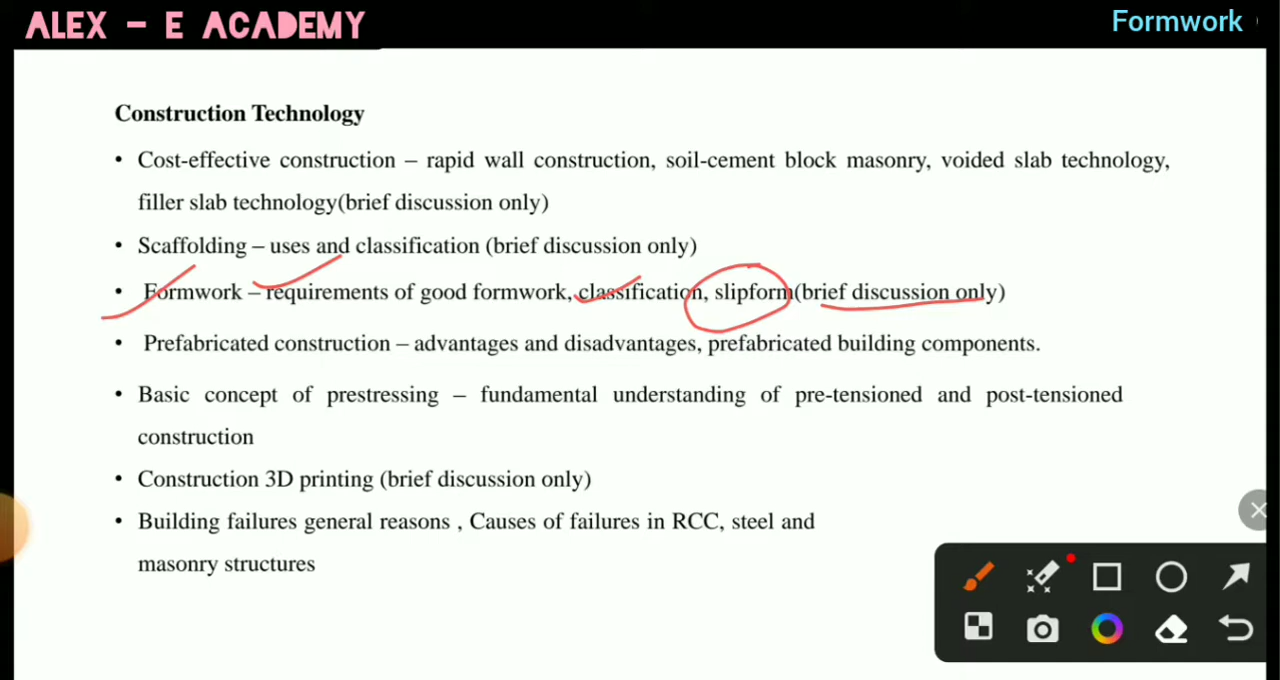 ALEX - E ACADEMY
Formwork
Construction Technology
• Cost-effective construction – rapid wall construction, soil-cement block masonry, voided slab technology,
filler slab technology(brief discussion only)
• Scaffolding – uses and classification (brief discussion only)
• Formwork – requirements of good formwork, classification, slipform(brief discussion only)
• Prefabricated construction – advantages and disadvantages, prefabricated building components.
• Basic concept of prestressing – fundamental understanding of pre-tensioned and post-tensioned
construction
• Construction 3D printing (brief discussion only)
• Building failures general reasons , Causes of failures in RCC, steel and
masonry structures